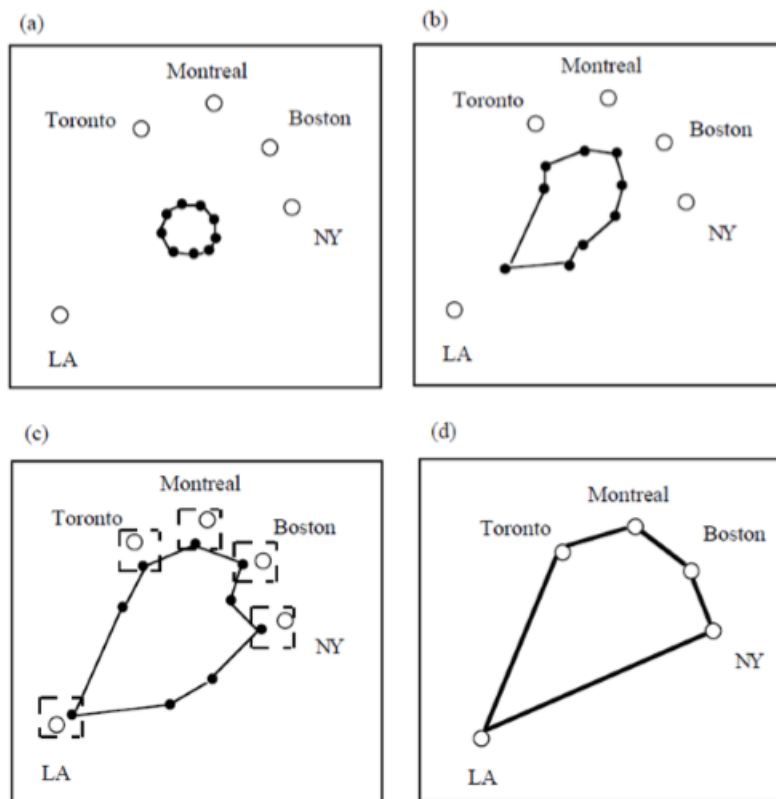 (a)
Montreal
Toronto
Boston
NY
LA
(b)
Montreal
Toronto
Boston
NY
LA
(c)
Montreal
Toronto
Boston
NY
LA
(d)
Montreal
Toronto
Boston
NY
LA